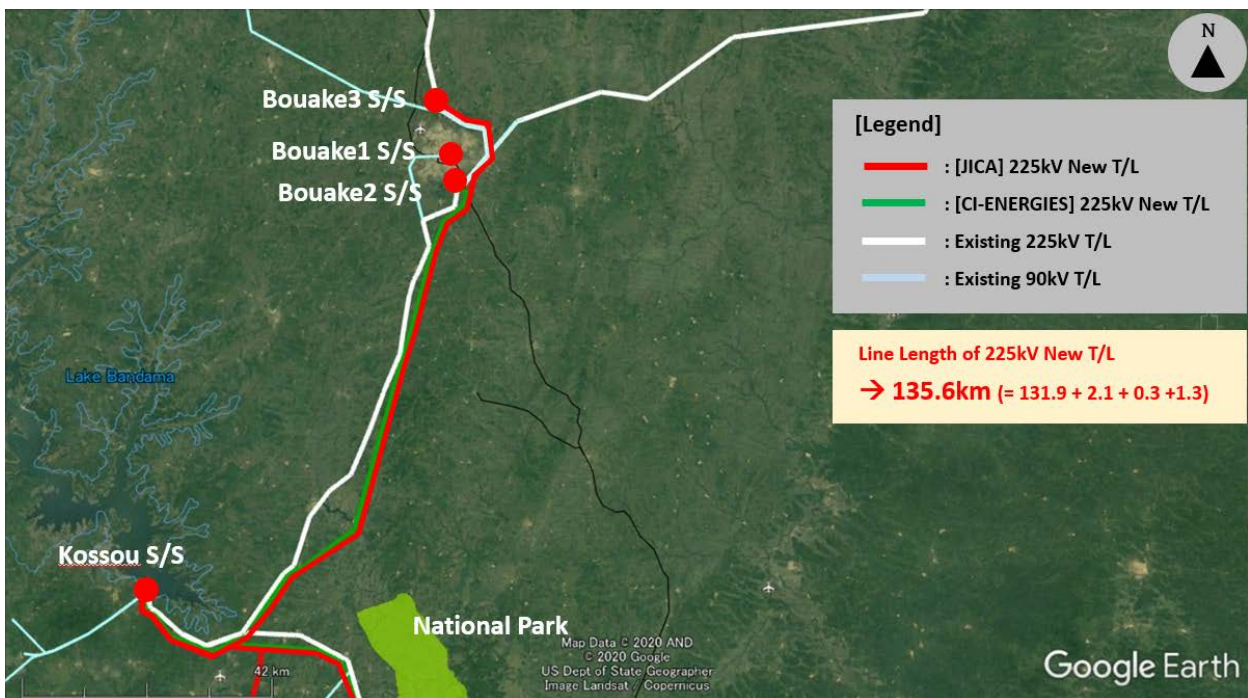 N
Bouake3 S/S
Bouake1 S/S
Bouake2 S/S
[Legend]
: [JICA] 225kV New T/L
: [CI-ENERGIES] 225kV New T/L
: Existing 225kV T/L
: Existing 90kV T/L
Line Length of 225kV New T/L
→ 135.6km (= 131.9 + 2.1 + 0.3 +1.3)
Lake Bandama
Kossou S/S
National Park
42 km
Map Data © 2020 AND
© 2020 Google
US Dept of State Geographer
Image Landsat / Copernicus
Google Earth